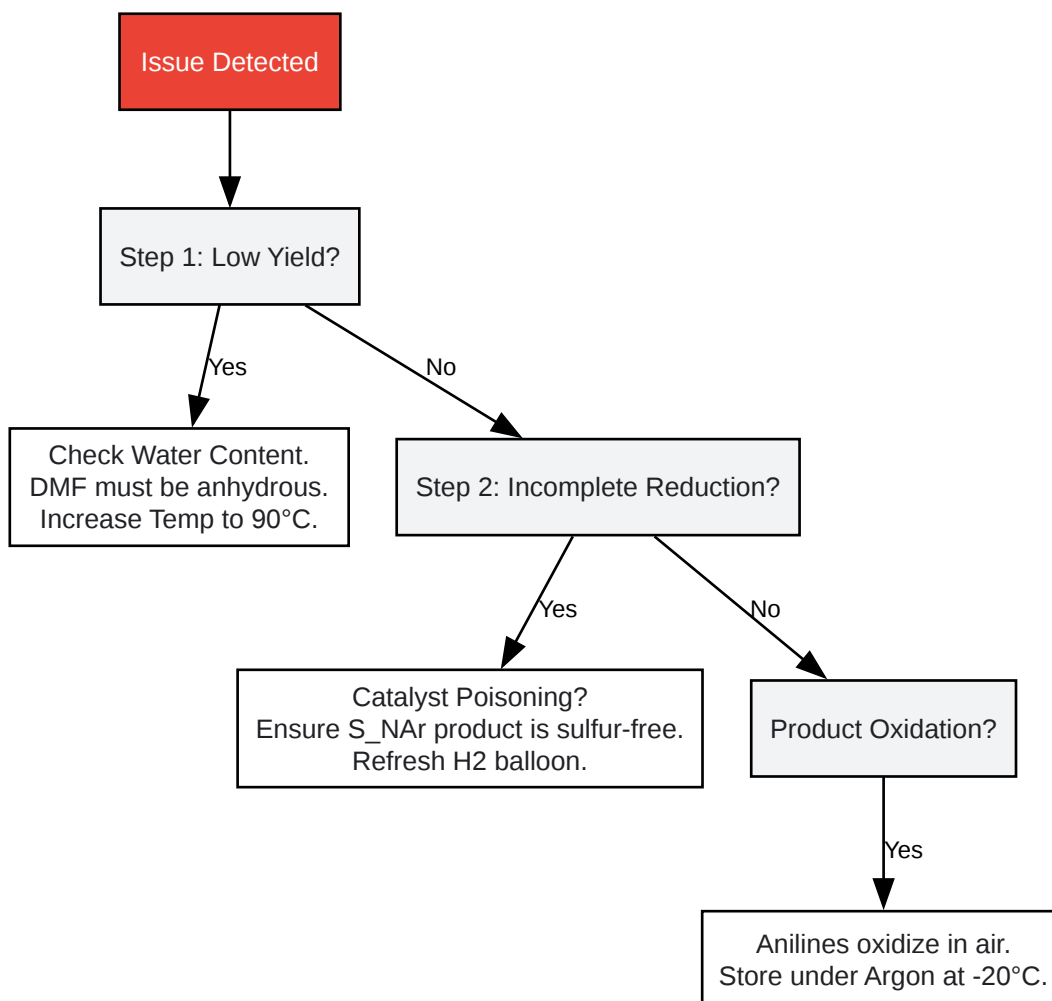 Issue Detected
Step 1: Low Yield?
Yes
No
Check Water Content.
DMF must be anhydrous.
Increase Temp to 90°C.
Step 2: Incomplete Reduction?
Yes
No
Catalyst Poisoning?
Ensure S_NAr product is sulfur-free.
Refresh H2 balloon.
Product Oxidation?
Yes
Anilines oxidize in air.
Store under Argon at -20°C.